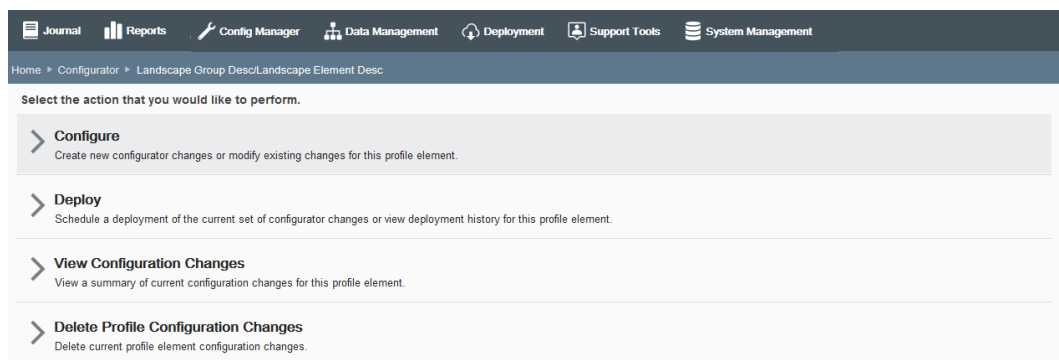 Journal Reports Config Manager Data Management Deployment Support Tools System Management
Home Configurator Landscape Group Desc/Landscape Element Desc
Select the action that you would like to perform.
Configure
Create new configurator changes or modify existing changes for this profile element.
Deploy
Schedule a deployment of the current set of configurator changes or view deployment history for this profile element.
View Configuration Changes
View a summary of current configuration changes for this profile element.
Delete Profile Configuration Changes
Delete current profile element configuration changes.